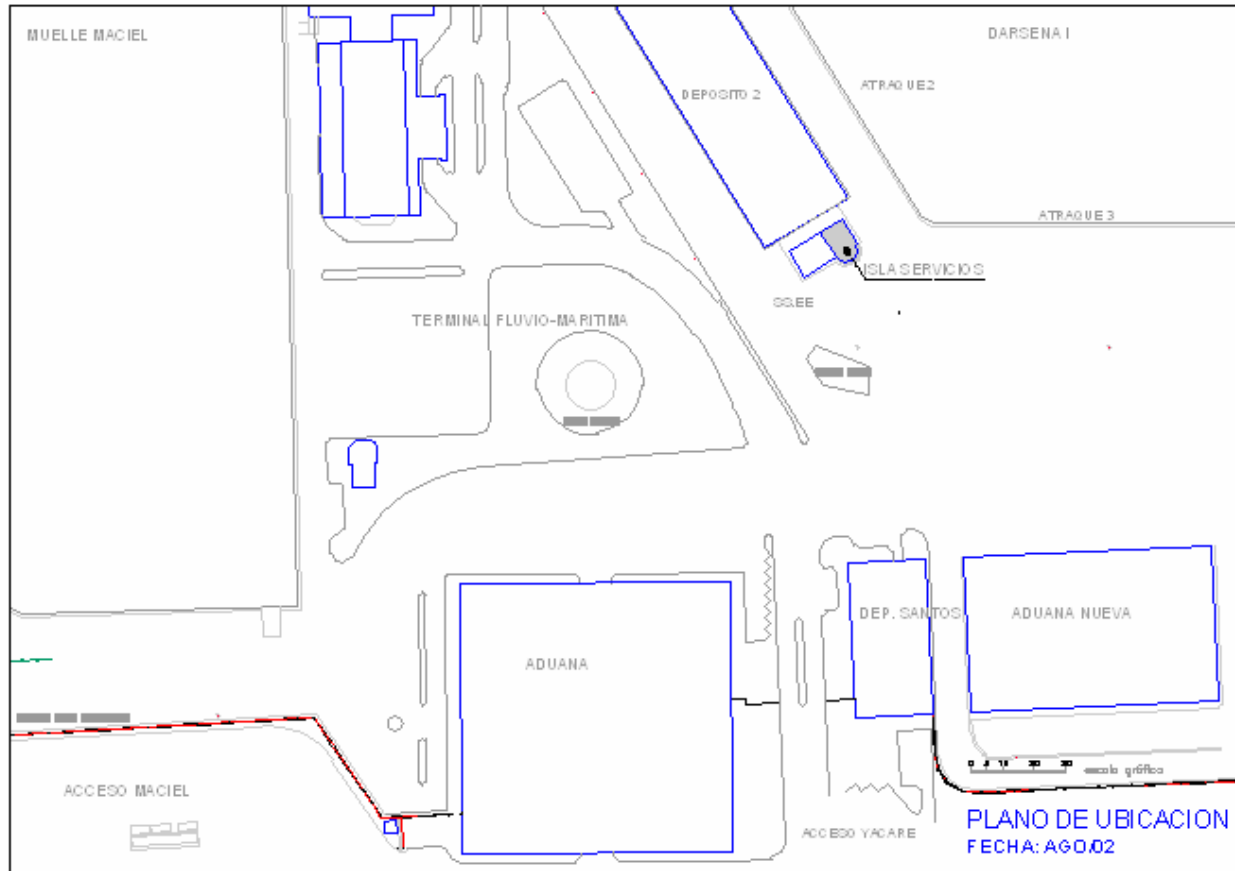 MUELLE MACIEL
DARSENA I
ATRAQUE 2
DEPOSITO 2
ATRAQUE 3
ISLA SERVICIOS
SS.EE
TERMINAL FLUVIO-MARITIMA
DEP. SANTOS
ADUANA NUEVA
ADUANA
escala gráfica
ACCESO MACIEL
PLANO DE UBICACION
ACCESO YACARE
FECHA: AGO/02